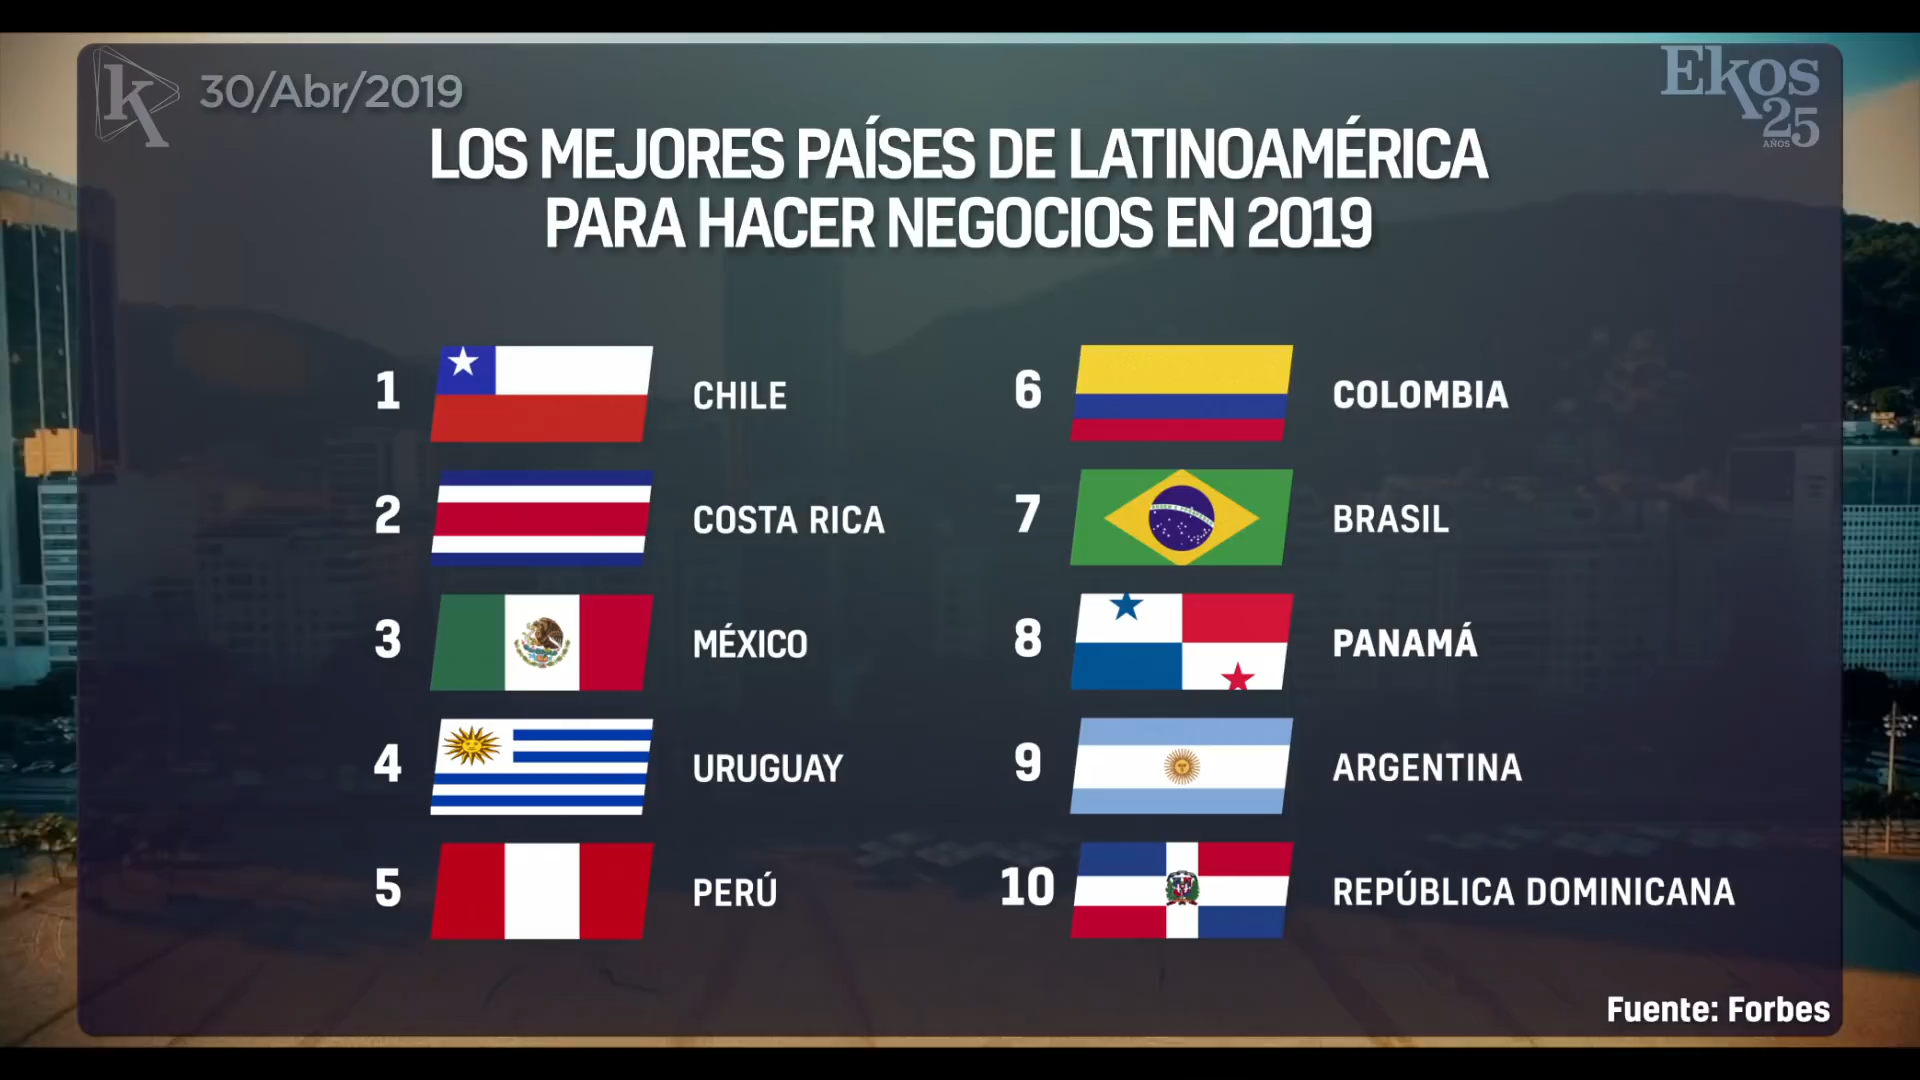 k 30/Abr/2019
Ekos
25
AÑOS
LOS MEJORES PAÍSES DE LATINOAMÉRICA
PARA HACER NEGOCIOS EN 2019
1 CHILE
2 COSTA RICA
3 MÉXICO
4 URUGUAY
5 PERÚ
6 COLOMBIA
7 BRASIL
8 PANAMÁ
9 ARGENTINA
10 REPÚBLICA DOMINICANA
Fuente: Forbes